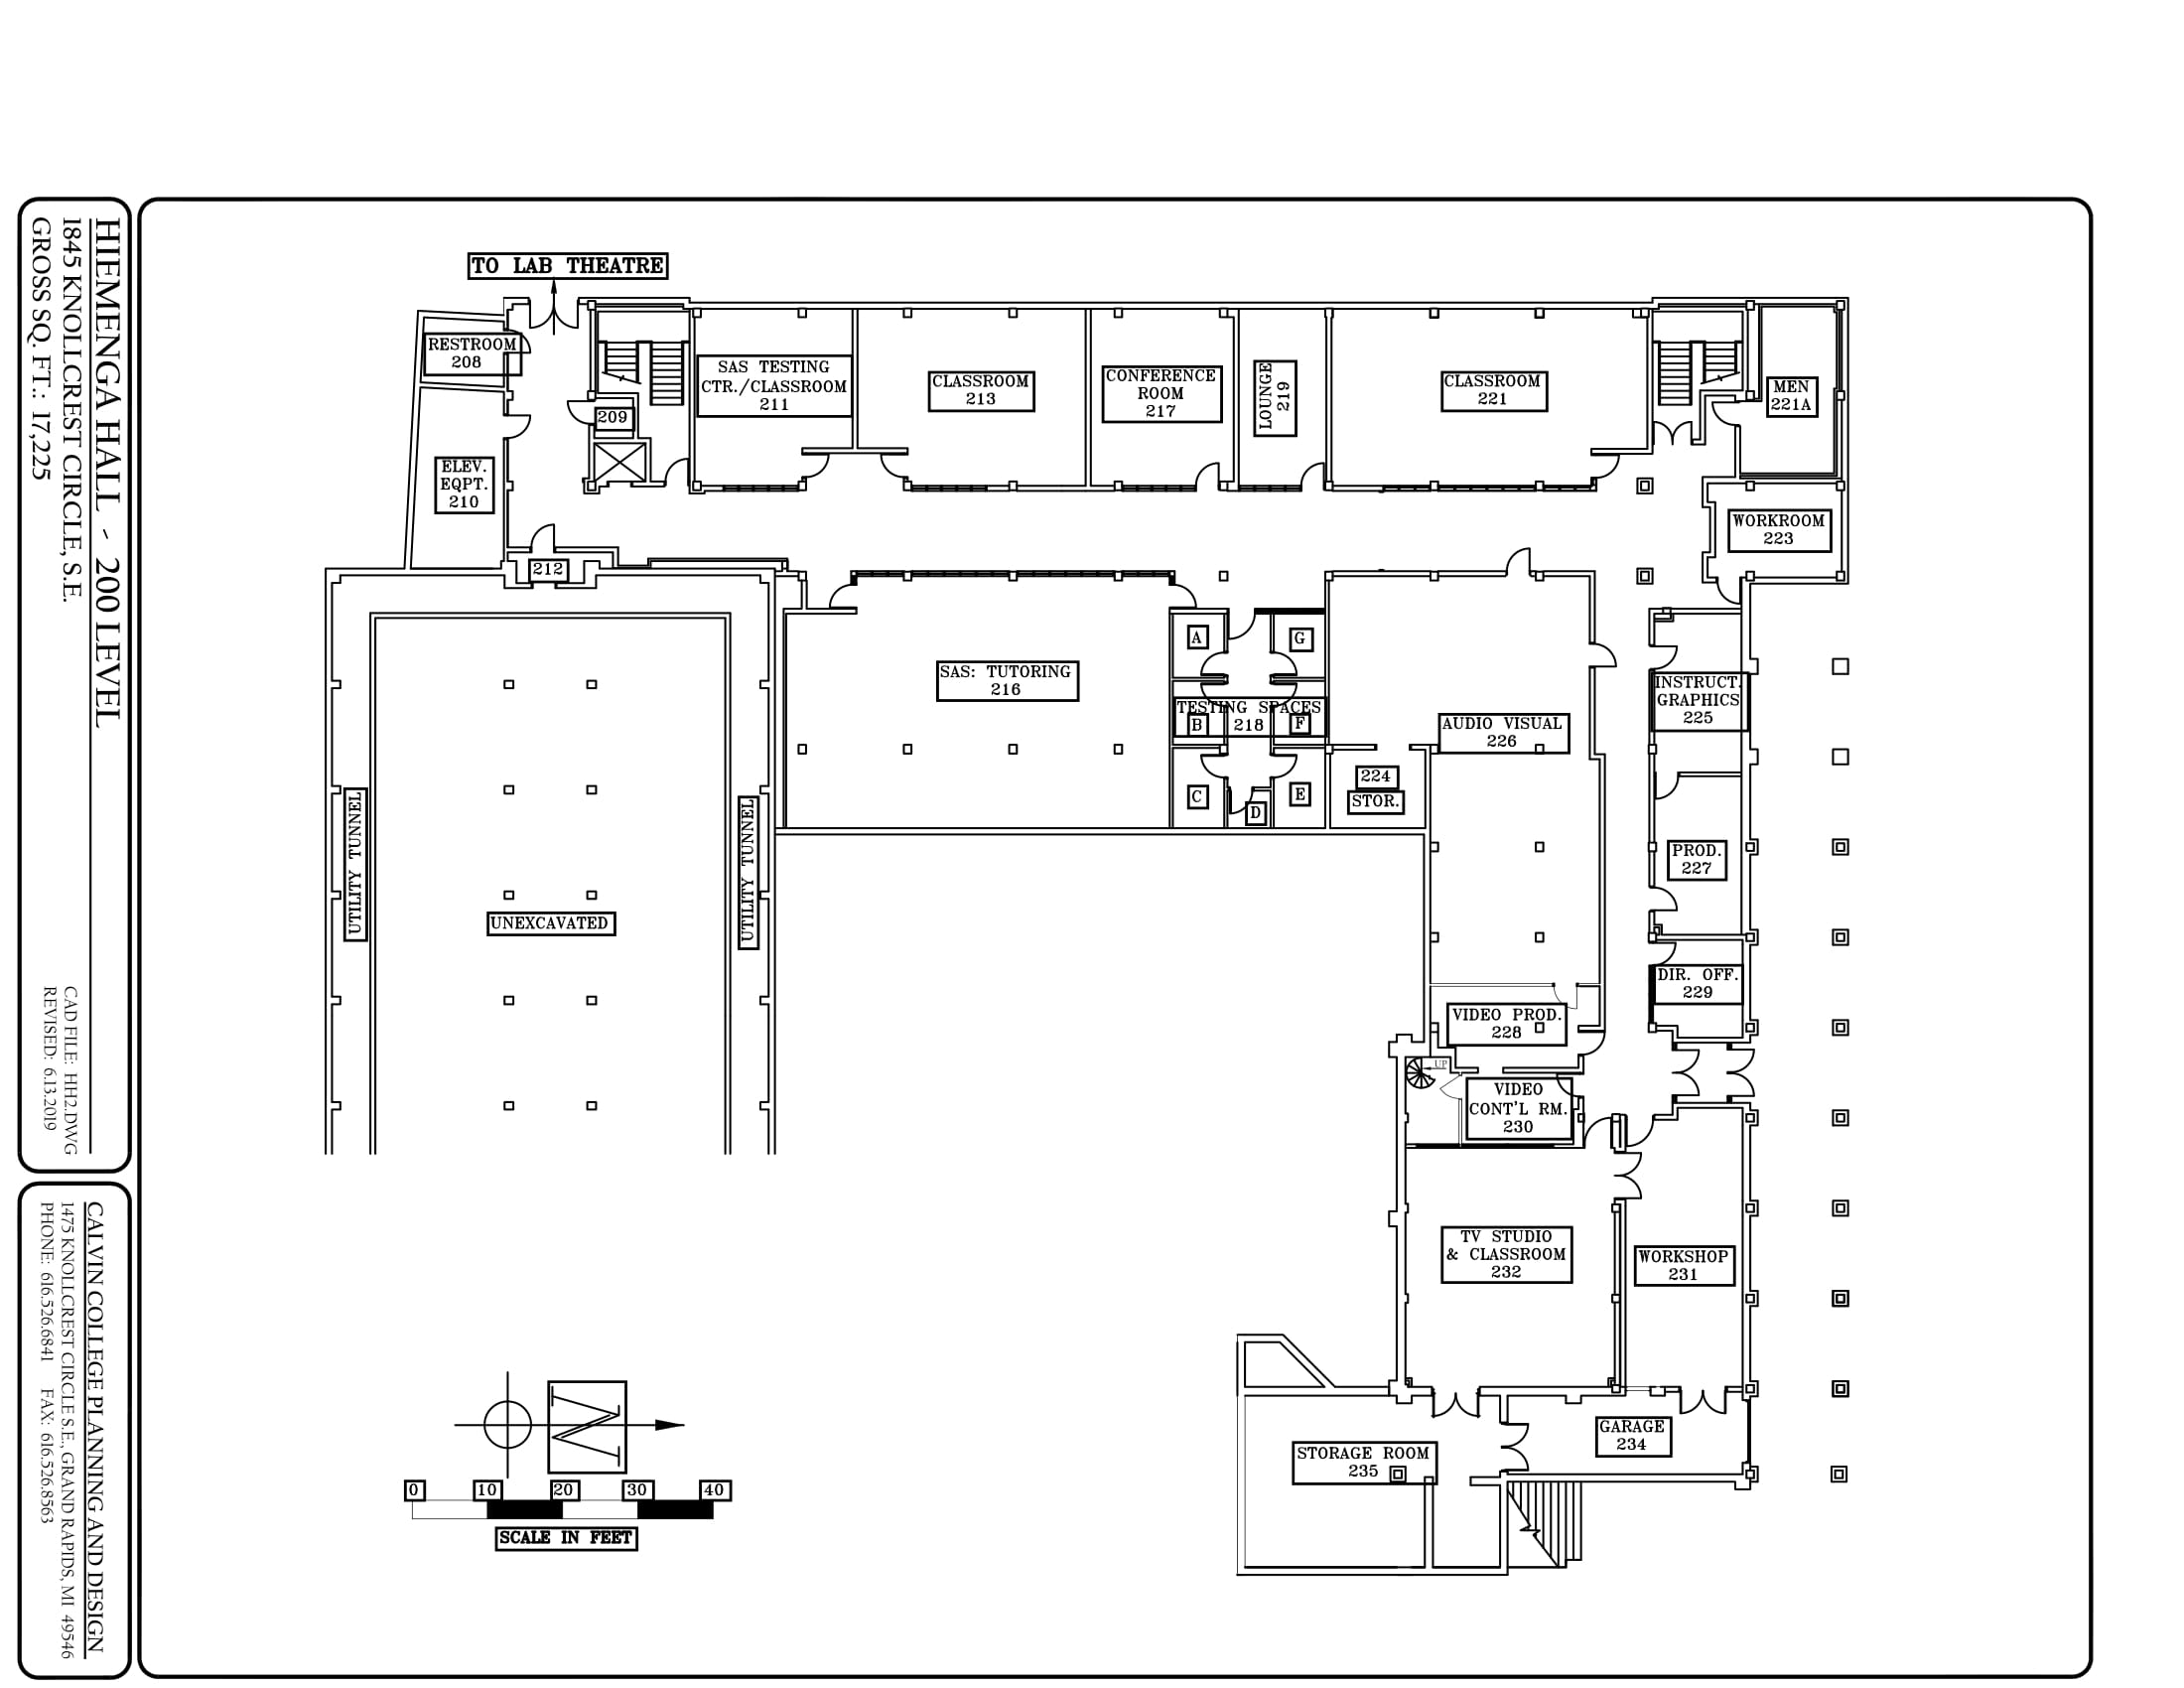 HIEMENGA HALL - 200 LEVEL
1845 KNOLLCREST CIRCLE, S.E.
GROSS SQ. FT.: 17,225
CAD FILE: HH2.DWG
REVISED: 6.13.2019
CALVIN COLLEGE PLANNING AND DESIGN
1475 KNOLLCREST CIRCLE S.E., GRAND RAPIDS, MI 49546
PHONE: 616.526.6841 FAX: 616.526.8563
TO LAB THEATRE
RESTROOM
208
209
ELEV.
EQPT.
210
SAS TESTING
CTR./CLASSROOM
211
CLASSROOM
213
CONFERENCE
ROOM
217
LOUNGE
219
CLASSROOM
221
MEN
221A
WORKROOM
223
212
SAS: TUTORING
216
A
G
TESTING SPACES
218
B
F
C
D
E
224
STOR.
AUDIO VISUAL
226
INSTRUCT.
GRAPHICS
225
PROD.
227
DIR. OFF.
229
UTILITY TUNNEL
UTILITY TUNNEL
UNEXCAVATED
VIDEO PROD.
228
UP
VIDEO
CONT'L RM.
230
TV STUDIO
& CLASSROOM
232
WORKSHOP
231
GARAGE
234
STORAGE ROOM
235
N
0 10 20 30 40
SCALE IN FEET